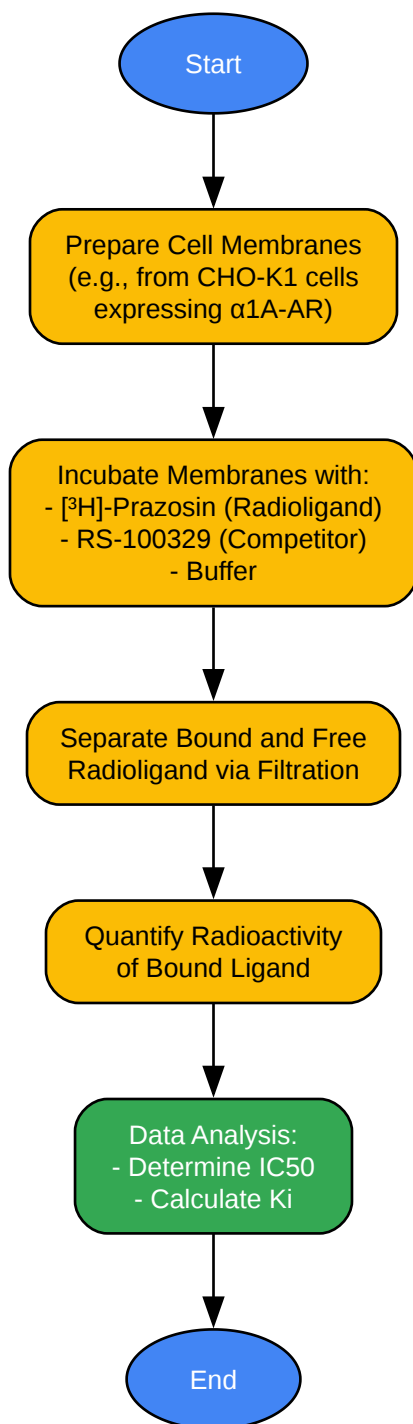 Start
Prepare Cell Membranes
(e.g., from CHO-K1 cells
expressing α1A-AR)
Incubate Membranes with:
- [³H]-Prazosin (Radioligand)
- RS-100329 (Competitor)
- Buffer
Separate Bound and Free
Radioligand via Filtration
Quantify Radioactivity
of Bound Ligand
Data Analysis:
- Determine IC50
- Calculate Ki
End